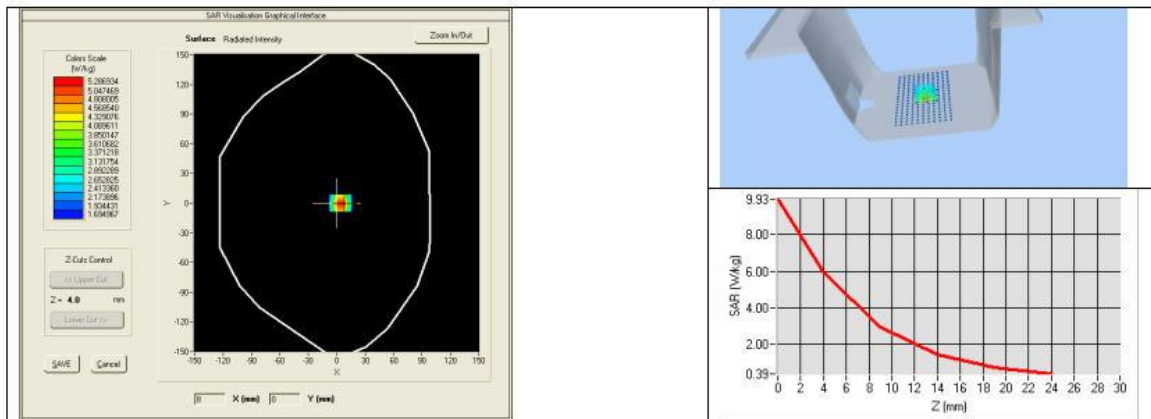 SAR Visualisation Graphical Interface
Surface Radiated Intensity
Zoom In/Out
Colors Scale
(W/kg)
5.286934
5.047469
4.808005
4.568540
4.329076
4.089611
3.850147
3.610682
3.371218
3.131754
2.892289
2.652825
2.413360
2.173896
1.934431
1.694967
Z-Cuts Control
<< Upper Cut
Z = 4.0 mm
Lower Cut >>
SAVE Cancel
150
120
90
60
30
0
-30
-60
-90
-120
-150
Y
-150 -120 -90 -60 -30 0 30 60 90 120 150
X
8 X (mm) 0 Y (mm)
9.93
8.00
6.00
4.00
2.00
0.39
SAR (W/kg)
0 2 4 6 8 10 12 14 16 18 20 22 24 26 28 30
Z (mm)